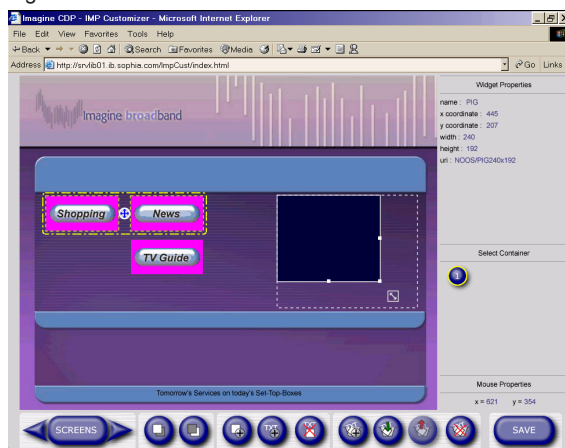 Imagine CDP - IMP Customizer - Microsoft Internet Explorer
File Edit View Favorites Tools Help
Back Search Favorites Media
Address http://srvlib01.ib.sophia.com/ImpCust/index.html Go Links
Widget Properties
name : PIG
x coordinate : 445
y coordinate : 207
width : 240
height : 192
uri : NOOS/PIG240x192
Imagine broadband
Shopping News
TV Guide
Select Container
1
Tomorrow's Services on today's Set-Top-Boxes
Mouse Properties
x = 621 y = 354
SCREENS TXT SAVE